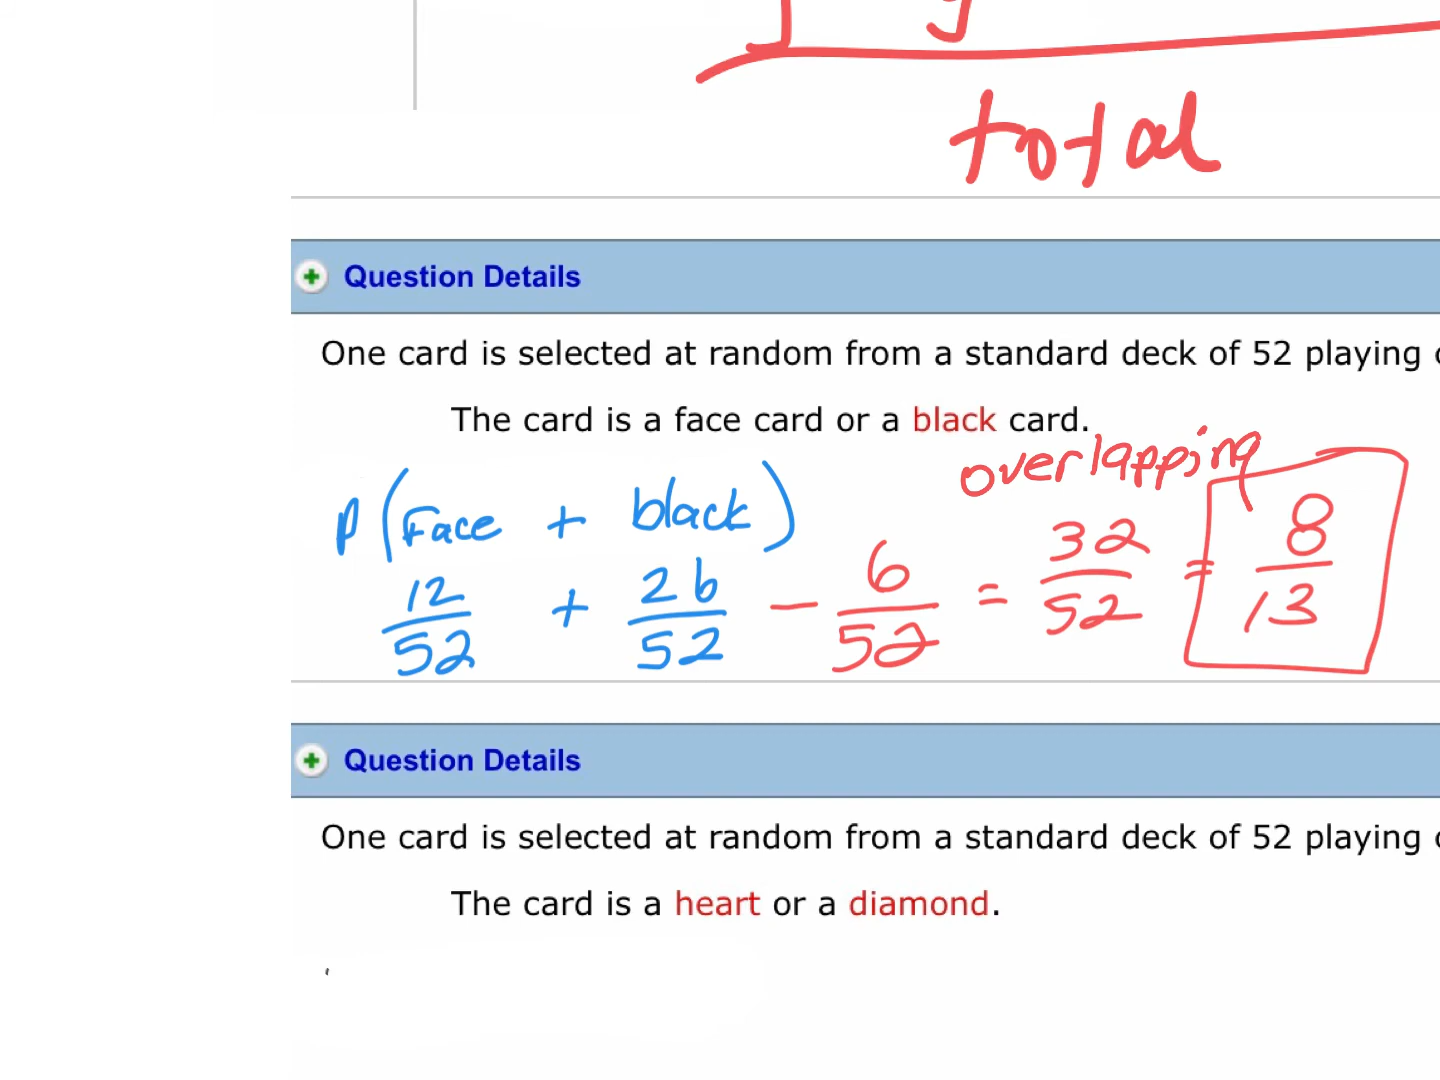 total
Question Details
One card is selected at random from a standard deck of 52 playing
The card is a face card or a black card.
overlapping
P(Face + black)
12/52 + 26/52 - 6/52 = 32/52 = 8/13
Question Details
One card is selected at random from a standard deck of 52 playing
The card is a heart or a diamond.